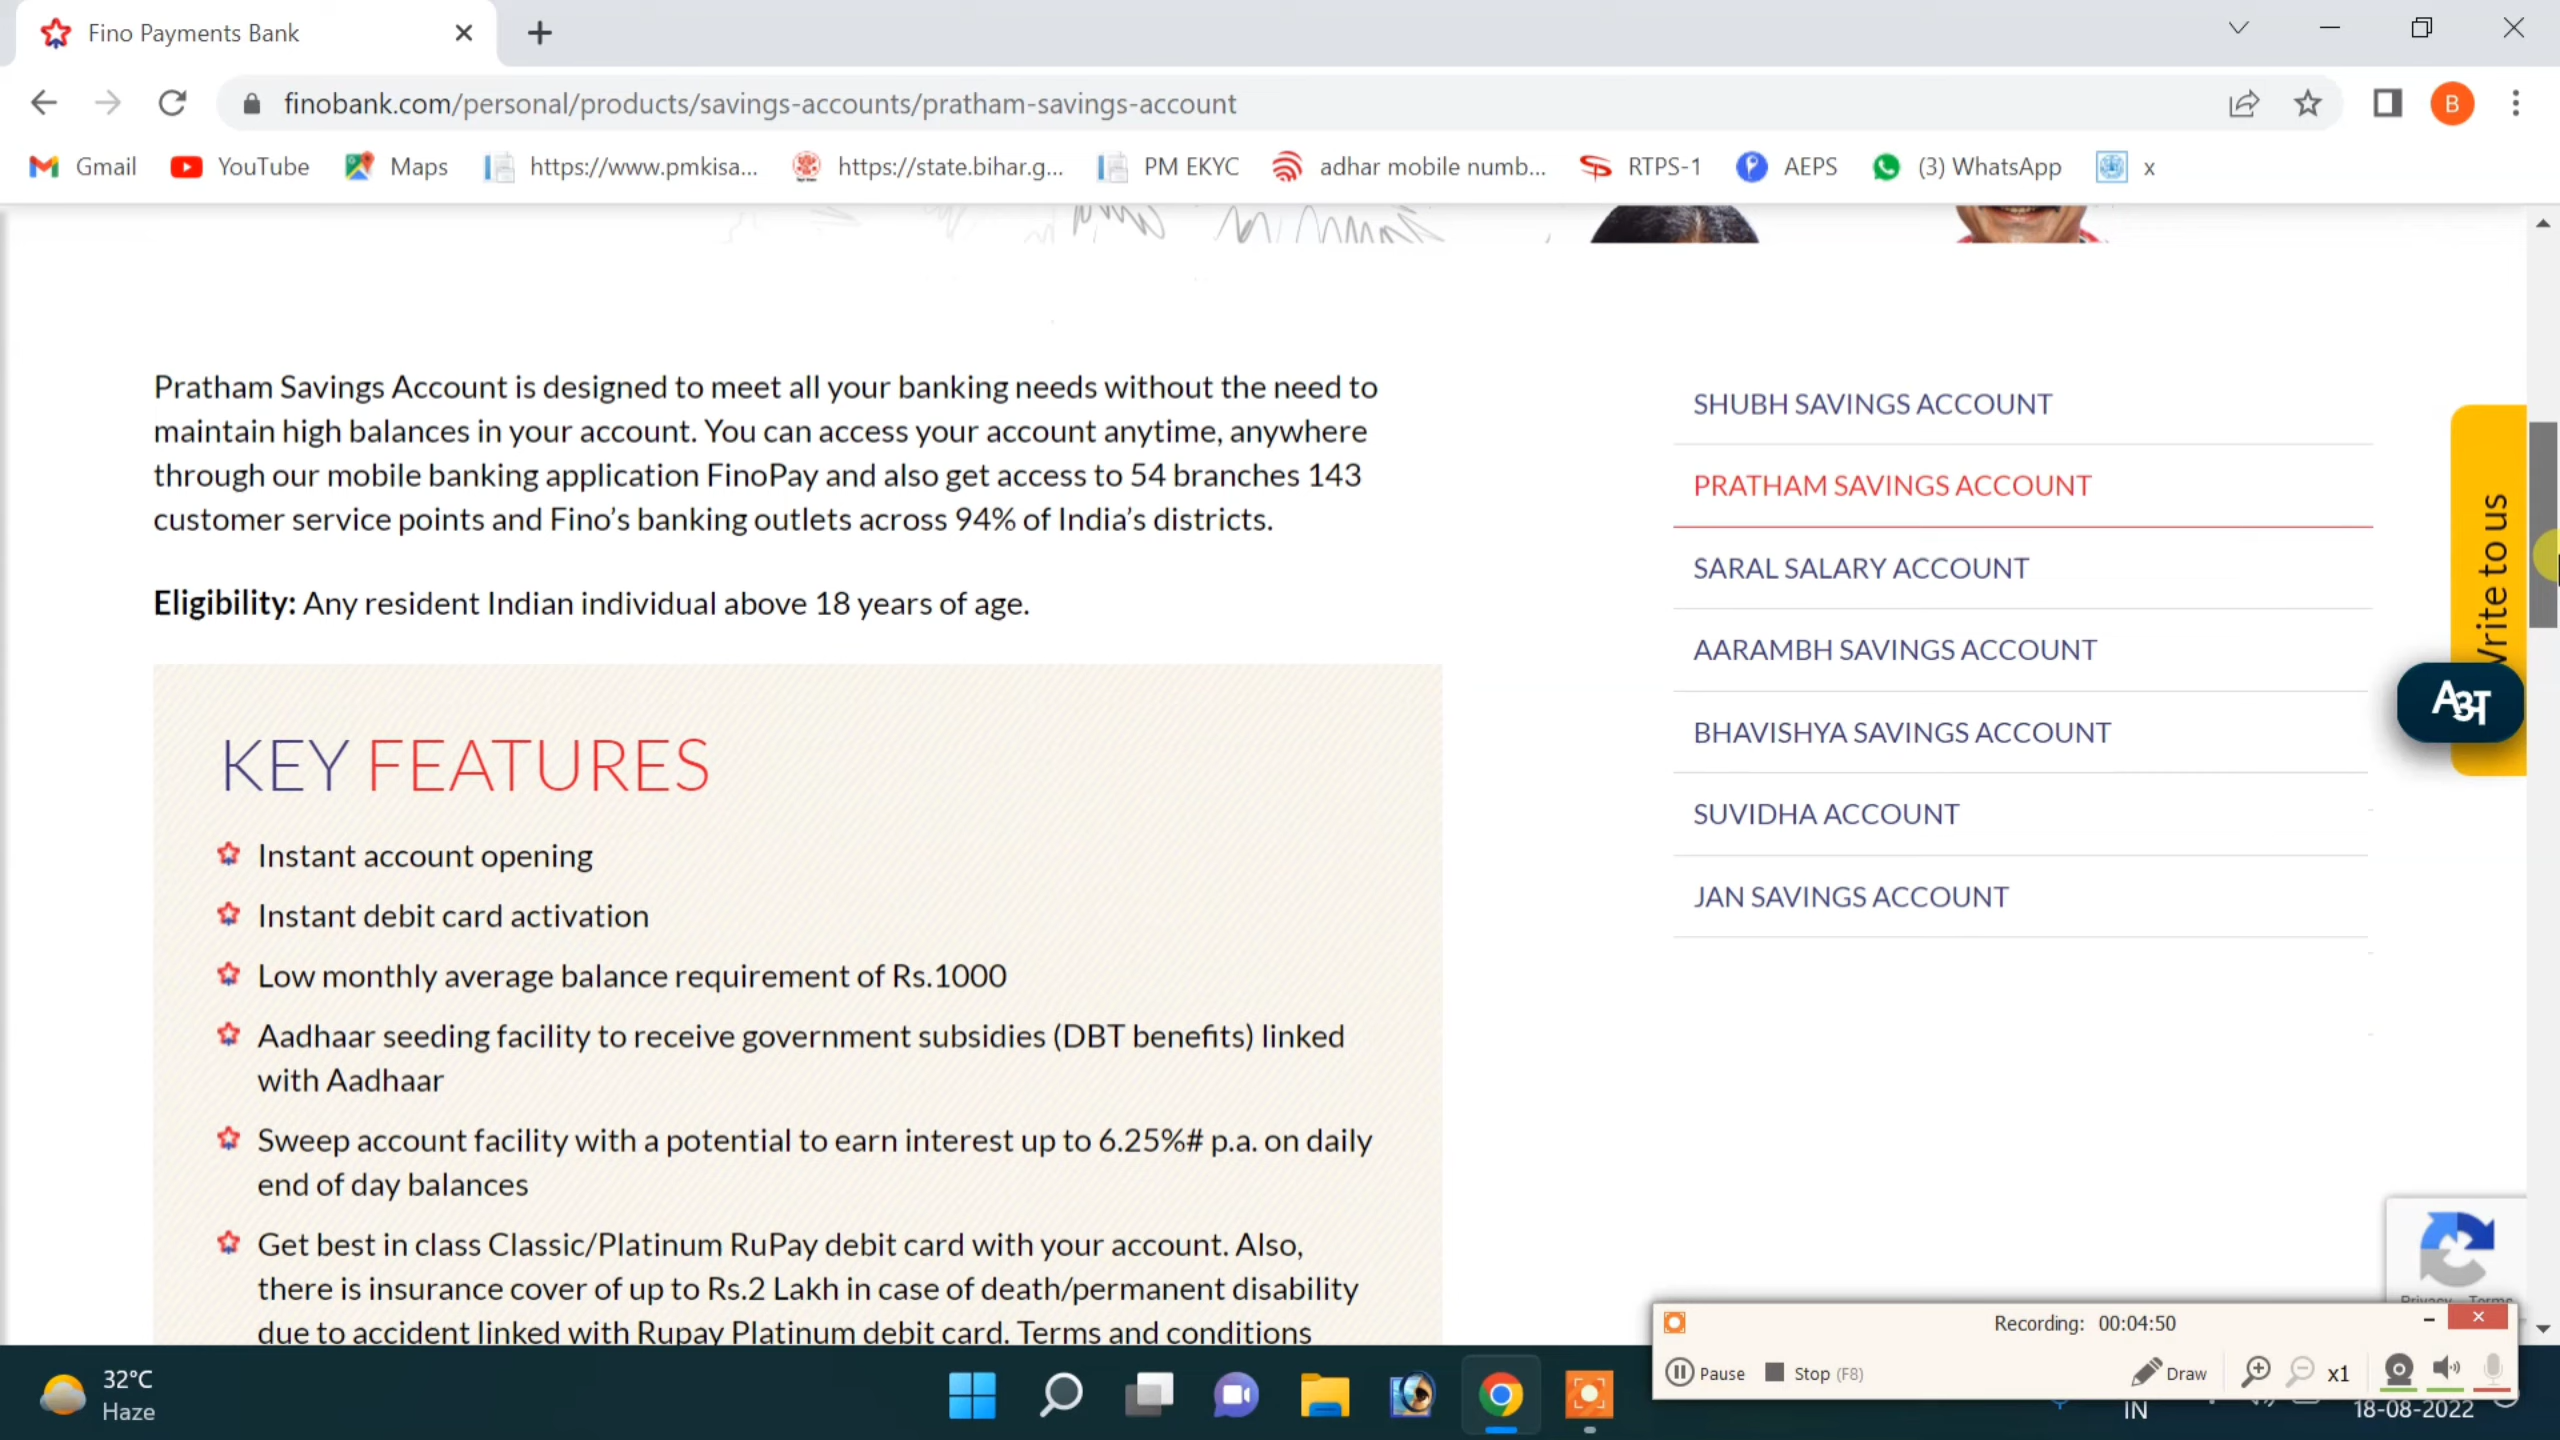 Fino Payments Bank
finobank.com/personal/products/savings-accounts/pratham-savings-account
B
Gmail
YouTube
Maps
https://www.pmkisa...
https://state.bihar.g...
PM EKYC
adhar mobile numb...
RTPS-1
AEPS
(3) WhatsApp
x
Pratham Savings Account is designed to meet all your banking needs without the need to
maintain high balances in your account. You can access your account anytime, anywhere
through our mobile banking application FinoPay and also get access to 54 branches 143
customer service points and Fino’s banking outlets across 94% of India’s districts.
Eligibility: Any resident Indian individual above 18 years of age.
KEY FEATURES
Instant account opening
Instant debit card activation
Low monthly average balance requirement of Rs.1000
Aadhaar seeding facility to receive government subsidies (DBT benefits) linked
with Aadhaar
Sweep account facility with a potential to earn interest up to 6.25%# p.a. on daily
end of day balances
Get best in class Classic/Platinum RuPay debit card with your account. Also,
there is insurance cover of up to Rs.2 Lakh in case of death/permanent disability
due to accident linked with Rupay Platinum debit card. Terms and conditions
SHUBH SAVINGS ACCOUNT
PRATHAM SAVINGS ACCOUNT
SARAL SALARY ACCOUNT
AARAMBH SAVINGS ACCOUNT
BHAVISHYA SAVINGS ACCOUNT
SUVIDHA ACCOUNT
JAN SAVINGS ACCOUNT
Write to us
A अ
Recording: 00:04:50
Pause
Stop (F8)
Draw
x1
32°C
Haze
IN
18-08-2022